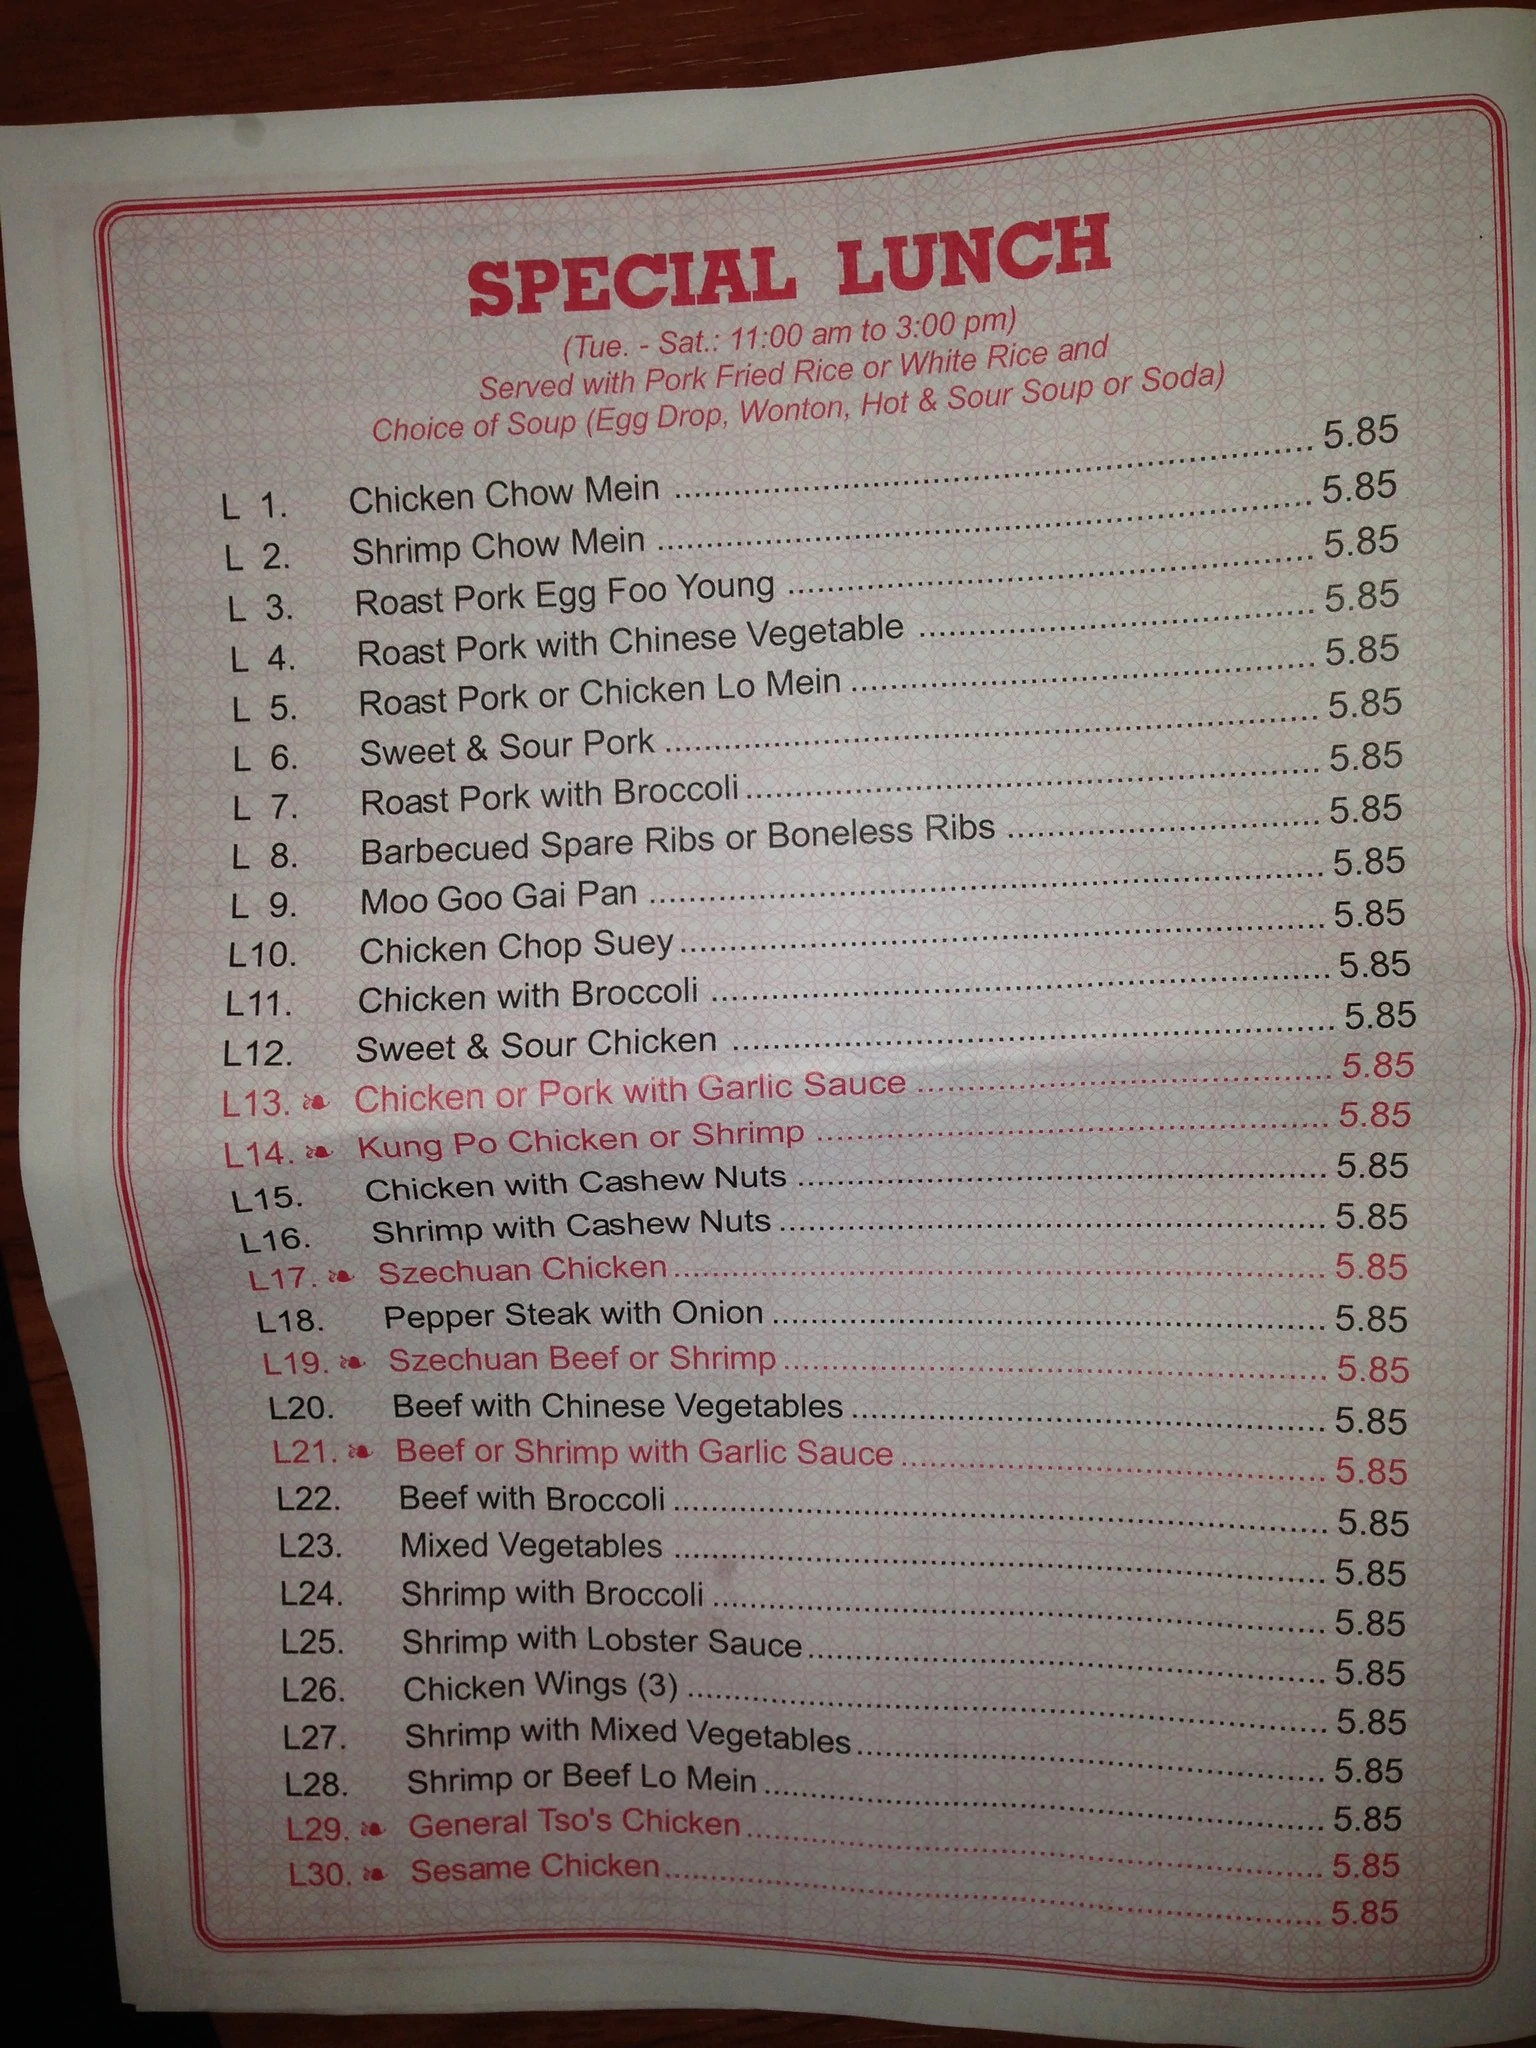 SPECIAL LUNCH
(Tue. - Sat.: 11:00 am to 3:00 pm)
Served with Pork Fried Rice or White Rice and
Choice of Soup (Egg Drop, Wonton, Hot & Sour Soup or Soda)
L 1. Chicken Chow Mein 5.85
L 2. Shrimp Chow Mein 5.85
L 3. Roast Pork Egg Foo Young 5.85
L 4. Roast Pork with Chinese Vegetable 5.85
L 5. Roast Pork or Chicken Lo Mein 5.85
L 6. Sweet & Sour Pork 5.85
L 7. Roast Pork with Broccoli 5.85
L 8. Barbecued Spare Ribs or Boneless Ribs 5.85
L 9. Moo Goo Gai Pan 5.85
L10. Chicken Chop Suey 5.85
L11. Chicken with Broccoli 5.85
L12. Sweet & Sour Chicken 5.85
L13. Chicken or Pork with Garlic Sauce 5.85
L14. Kung Po Chicken or Shrimp 5.85
L15. Chicken with Cashew Nuts 5.85
L16. Shrimp with Cashew Nuts 5.85
L17. Szechuan Chicken 5.85
L18. Pepper Steak with Onion 5.85
L19. Szechuan Beef or Shrimp 5.85
L20. Beef with Chinese Vegetables 5.85
L21. Beef or Shrimp with Garlic Sauce 5.85
L22. Beef with Broccoli 5.85
L23. Mixed Vegetables 5.85
L24. Shrimp with Broccoli 5.85
L25. Shrimp with Lobster Sauce 5.85
L26. Chicken Wings (3) 5.85
L27. Shrimp with Mixed Vegetables 5.85
L28. Shrimp or Beef Lo Mein 5.85
L29. General Tso's Chicken 5.85
L30. Sesame Chicken 5.85